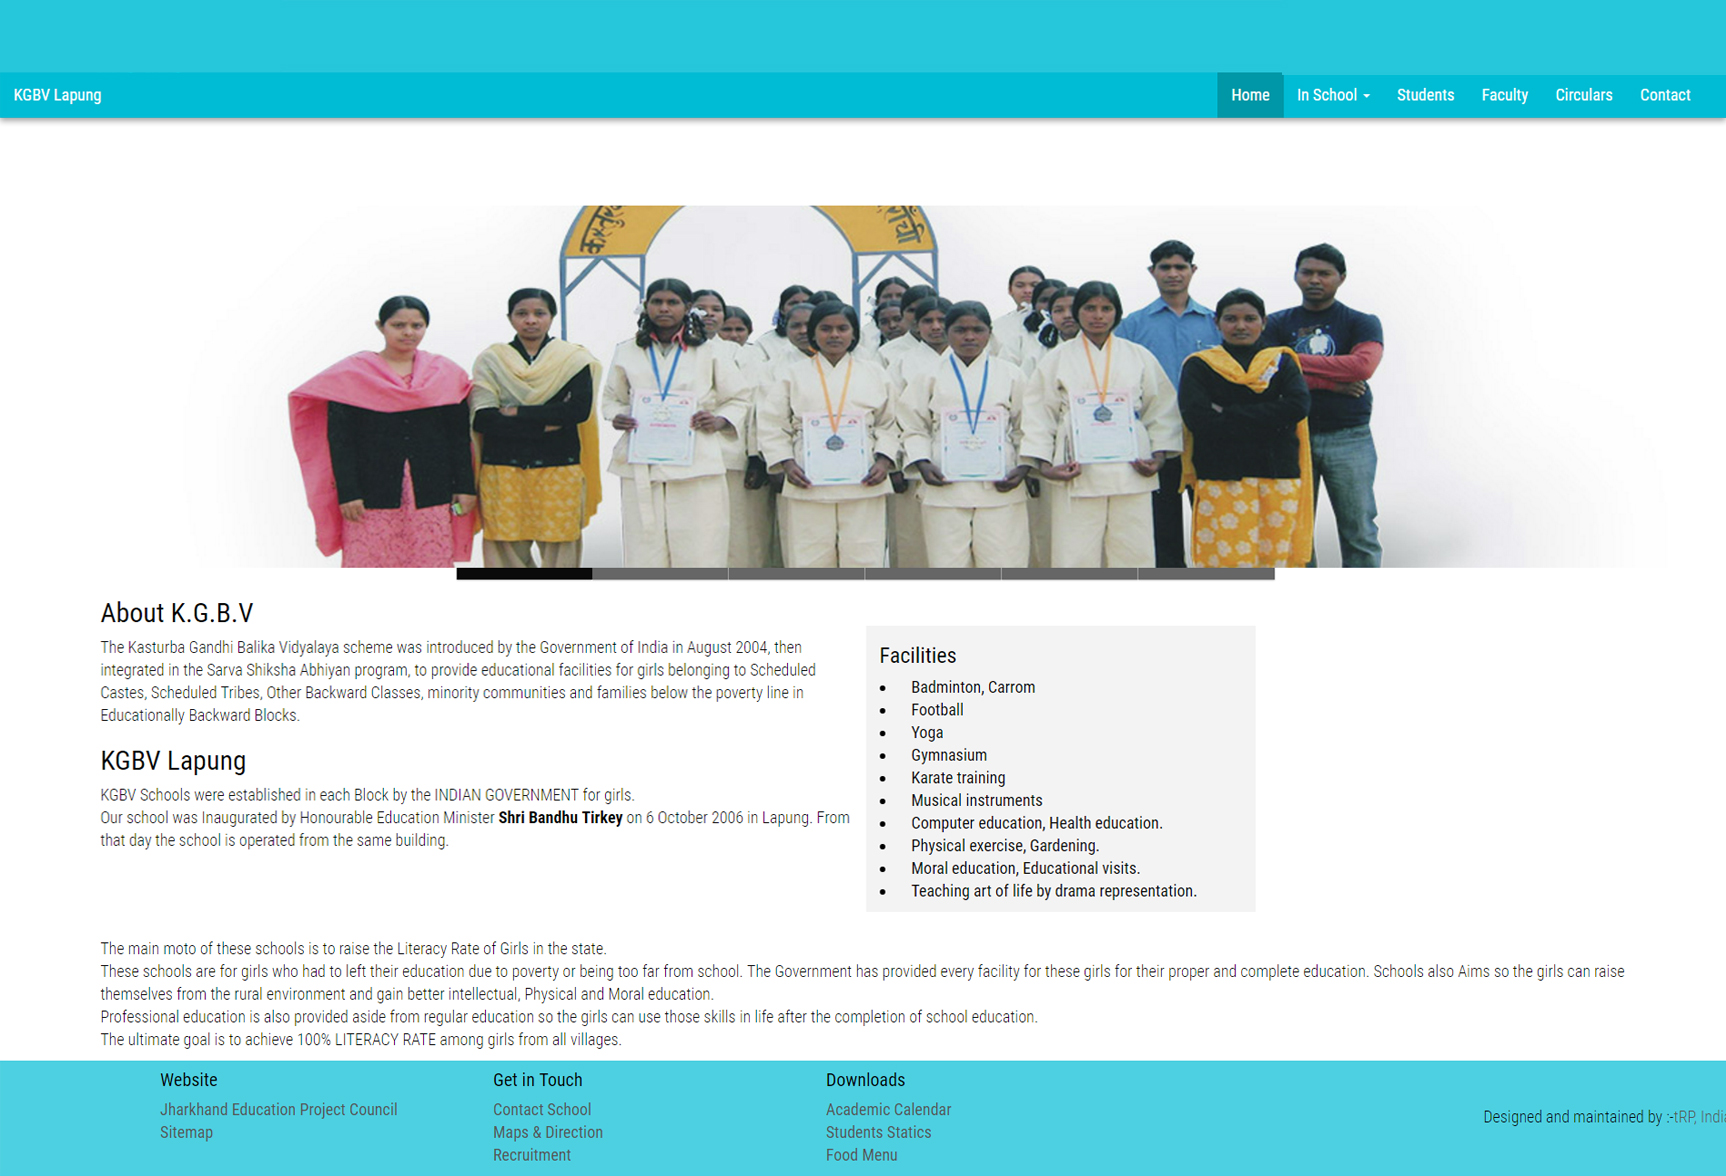 KGBV Lapung
Home
In School
Students
Faculty
Circulars
Contact
About K.G.B.V
The Kasturba Gandhi Balika Vidyalaya scheme was introduced by the Government of India in August 2004, then
integrated in the Sarva Shiksha Abhiyan program, to provide educational facilities for girls belonging to Scheduled
Castes, Scheduled Tribes, Other Backward Classes, minority communities and families below the poverty line in
Educationally Backward Blocks.
KGBV Lapung
KGBV Schools were established in each Block by the INDIAN GOVERNMENT for girls.
Our school was Inaugurated by Honourable Education Minister Shri Bandhu Tirkey on 6 October 2006 in Lapung. From
that day the school is operated from the same building.
Facilities
• Badminton, Carrom
• Football
• Yoga
• Gymnasium
• Karate training
• Musical instruments
• Computer education, Health education.
• Physical exercise, Gardening.
• Moral education, Educational visits.
• Teaching art of life by drama representation.
The main moto of these schools is to raise the Literacy Rate of Girls in the state.
These schools are for girls who had to left their education due to poverty or being too far from school. The Government has provided every facility for these girls for their proper and complete education. Schools also Aims so the girls can raise
themselves from the rural environment and gain better intellectual, Physical and Moral education.
Professional education is also provided aside from regular education so the girls can use those skills in life after the completion of school education.
The ultimate goal is to achieve 100% LITERACY RATE among girls from all villages.
Website
Jharkhand Education Project Council
Sitemap
Get in Touch
Contact School
Maps & Direction
Recruitment
Downloads
Academic Calendar
Students Statics
Food Menu
Designed and maintained by :-tRP,